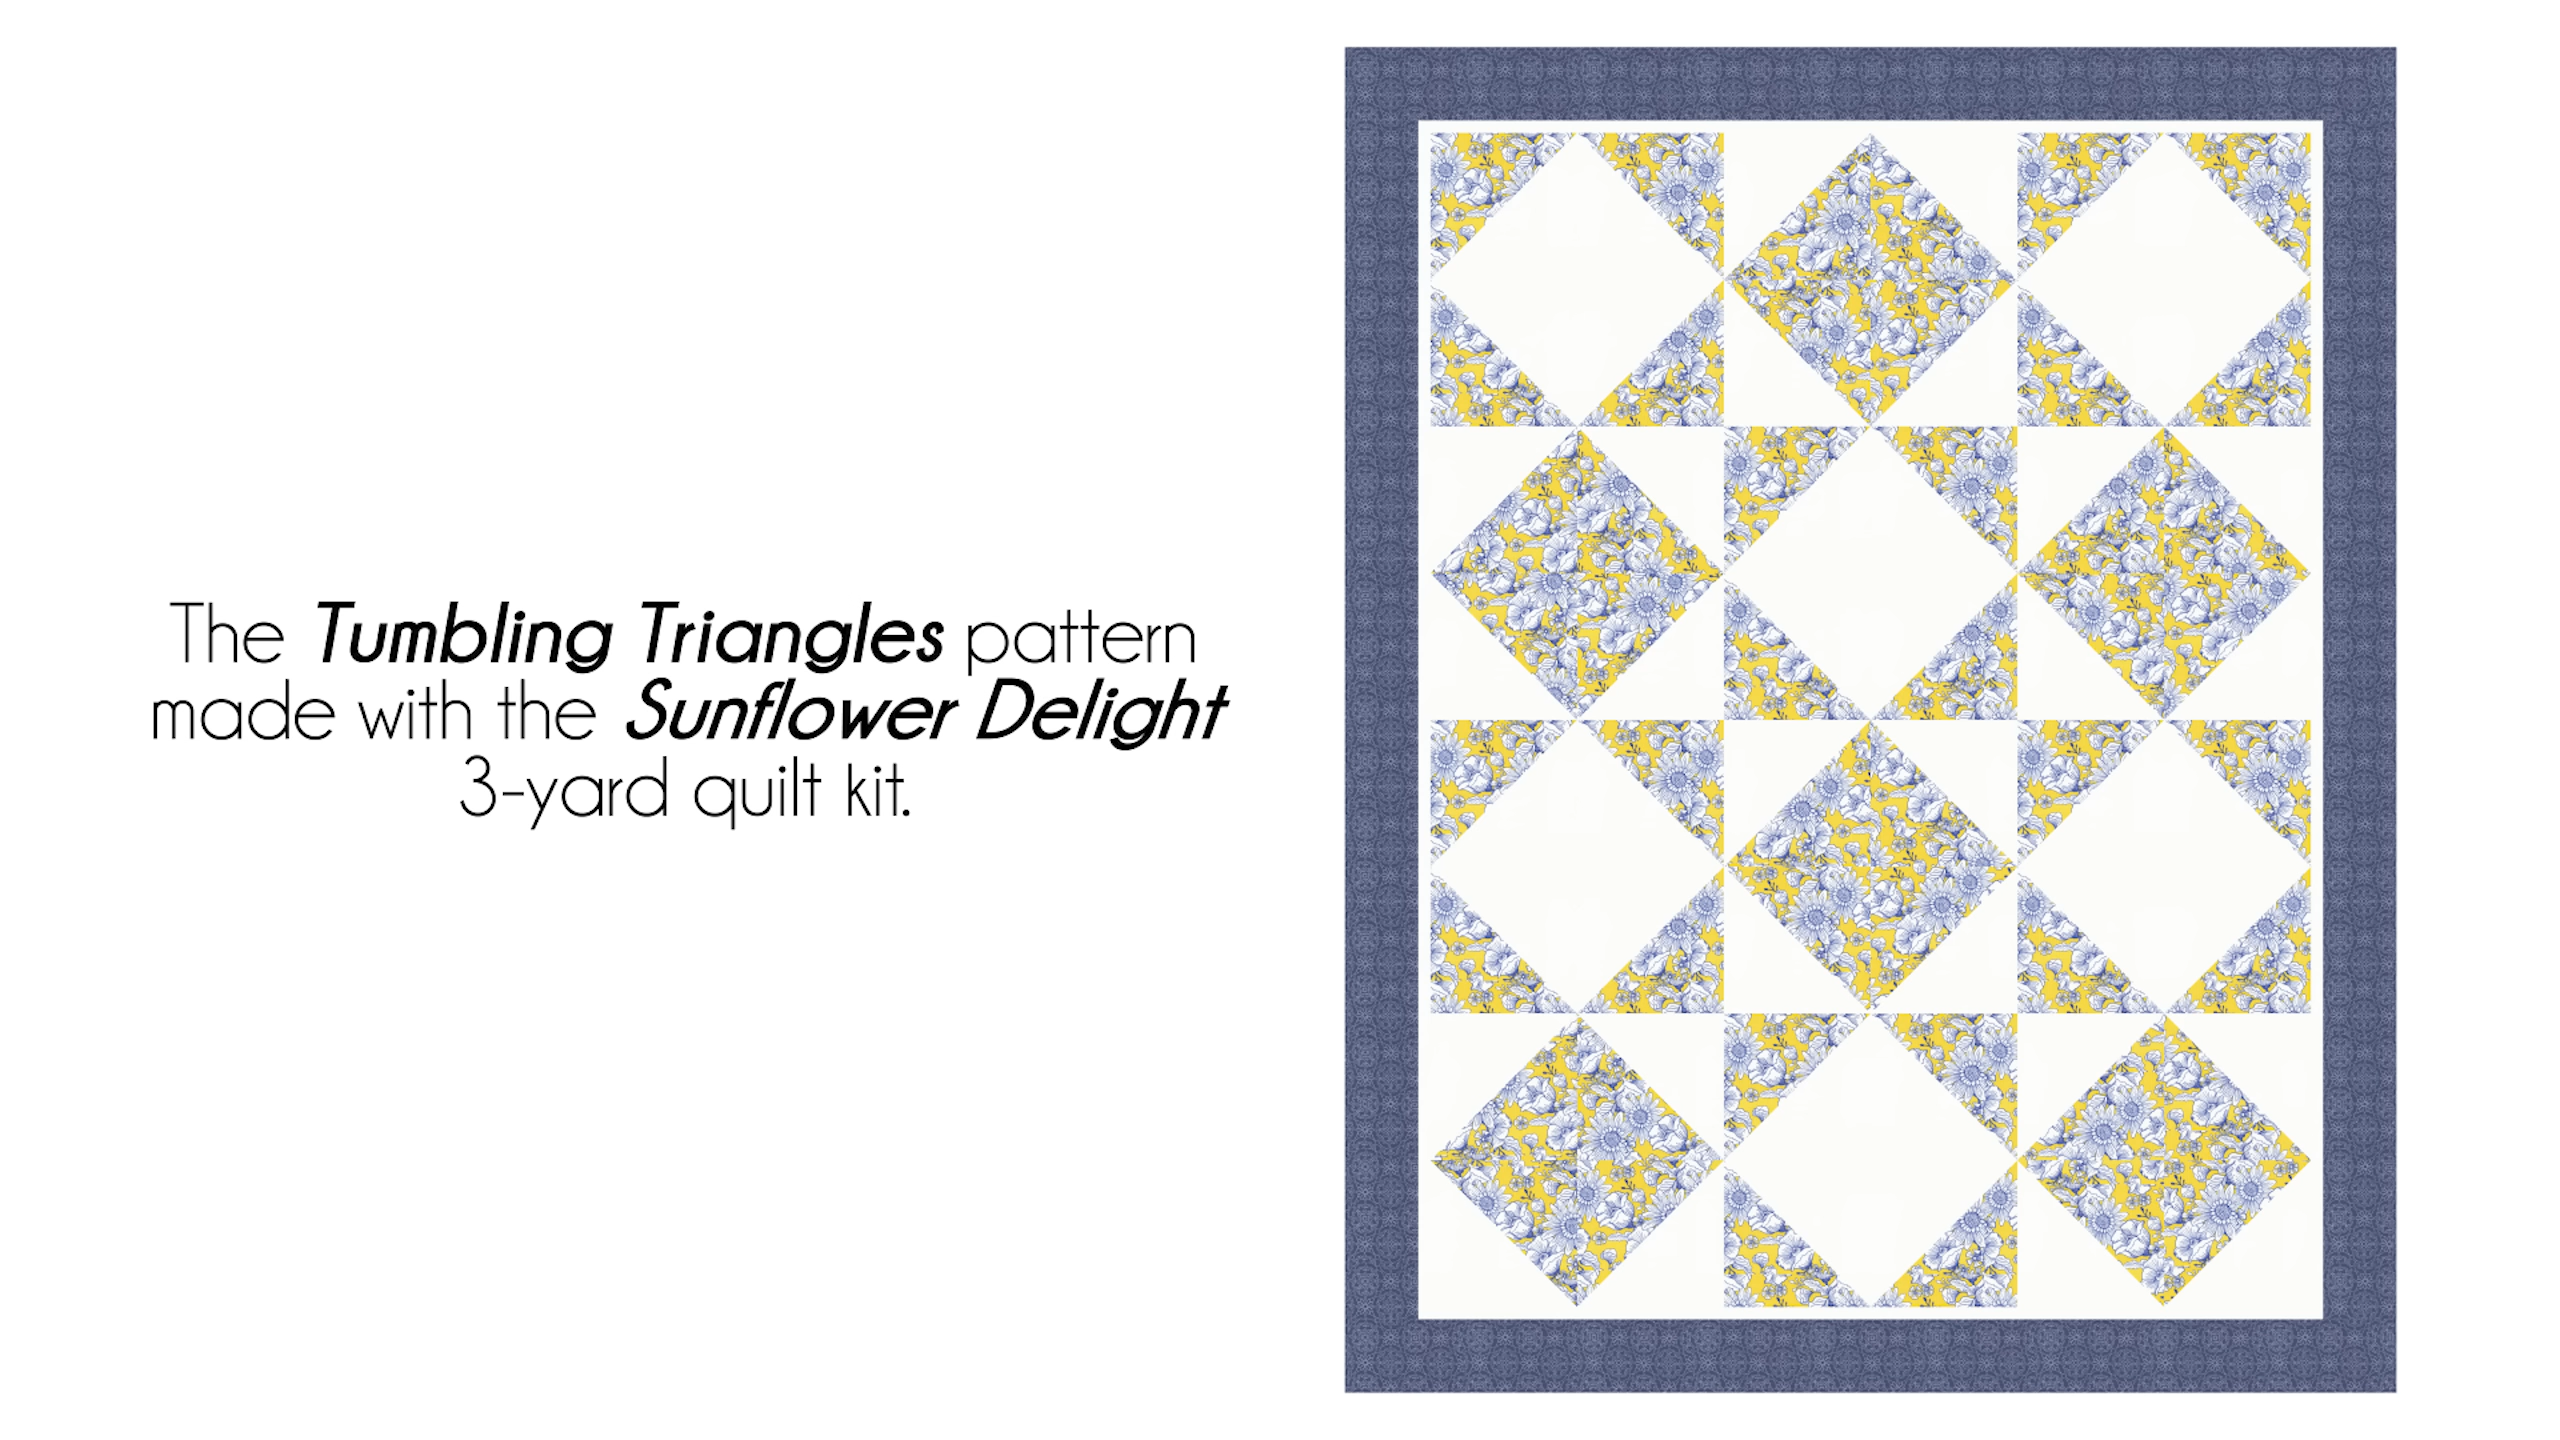 The Tumbling Triangles pattern
made with the Sunflower Delight
3-yard quilt kit.